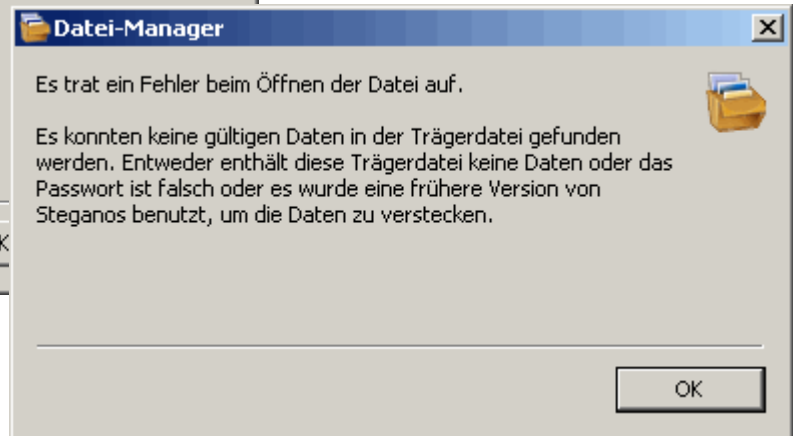 Datei-Manager
Es trat ein Fehler beim Öffnen der Datei auf.
Es konnten keine gültigen Daten in der Trägerdatei gefunden
werden. Entweder enthält diese Trägerdatei keine Daten oder das
Passwort ist falsch oder es wurde eine frühere Version von
Steganos benutzt, um die Daten zu verstecken.
K
OK